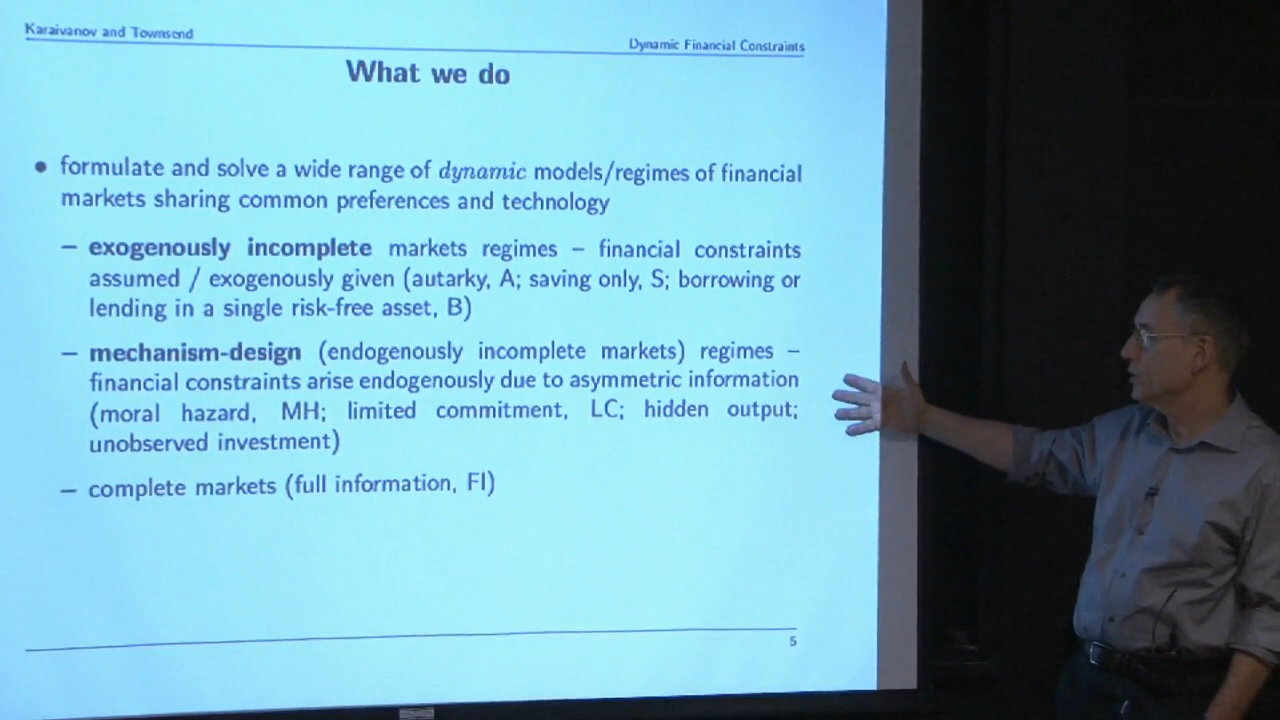 Karaivanov and Townsend
Dynamic Financial Constraints
What we do
• formulate and solve a wide range of dynamic models/regimes of financial
markets sharing common preferences and technology
– exogenously incomplete markets regimes – financial constraints
assumed / exogenously given (autarky, A; saving only, S; borrowing or
lending in a single risk-free asset, B)
– mechanism-design (endogenously incomplete markets) regimes –
financial constraints arise endogenously due to asymmetric information
(moral hazard, MH; limited commitment, LC; hidden output;
unobserved investment)
– complete markets (full information, FI)
5